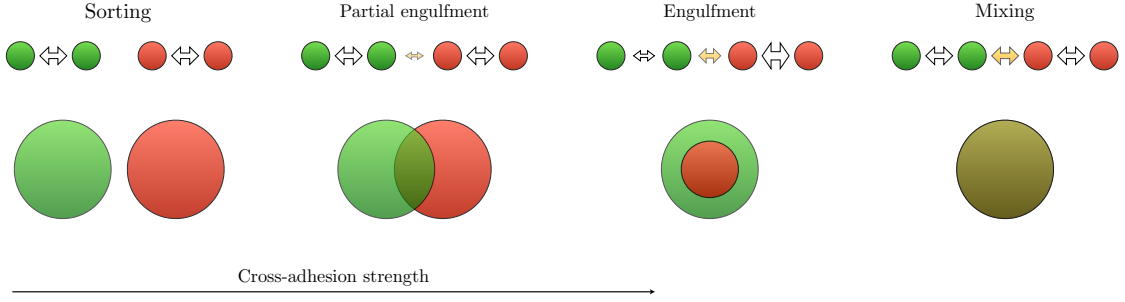 Sorting
Partial engulfment
Engulfment
Mixing
Cross-adhesion strength